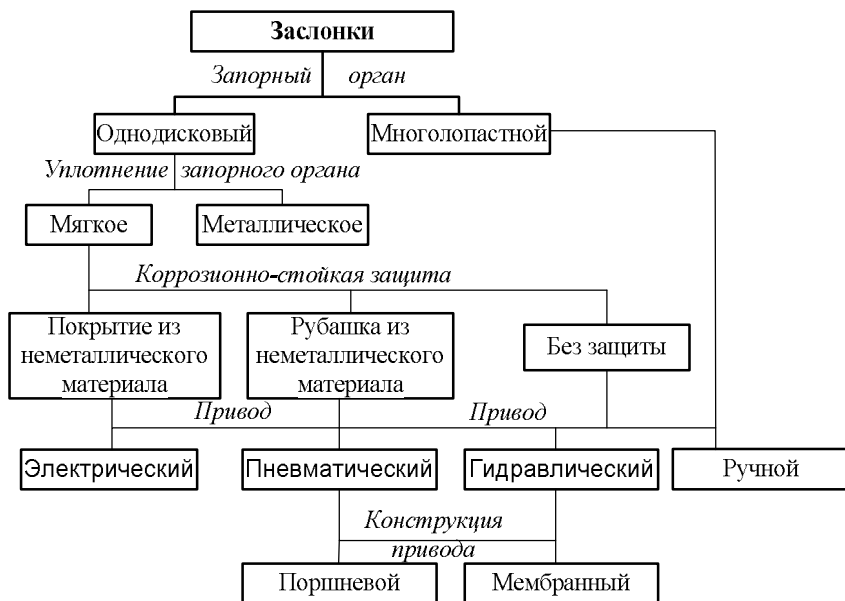 Заслонки
Запорный орган
Однодисковый
Многолопастной
Уплотнение запорного органа
Мягкое
Металлическое
Коррозионно-стойкая защита
Покрытие из
неметаллического
материала
Рубашка из
неметаллического
материала
Без защиты
Привод
Привод
Электрический
Пневматический
Гидравлический
Ручной
Конструкция
привода
Поршневой
Мембранный